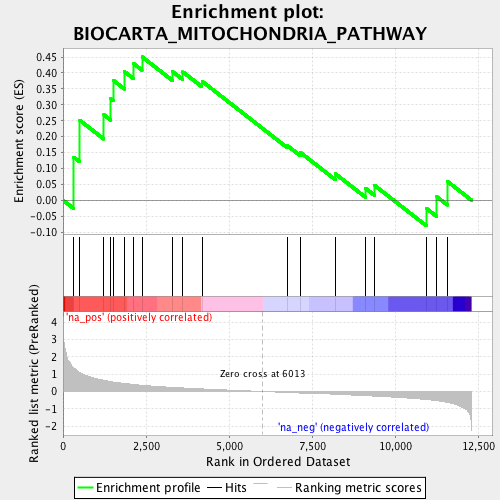 Enrichment plot:
BIOCARTA_MITOCHONDRIA_PATHWAY
Enrichment score (ES)
0.45
0.40
0.35
0.30
0.25
0.20
0.15
0.10
0.05
0.00
-0.05
-0.10
'na_pos' (positively correlated)
Ranked list metric (PreRanked)
4
3
2
1
0
-1
-2
Zero cross at 6013
'na_neg' (negatively correlated)
0
2,500
5,000
7,500
10,000
12,500
Rank in Ordered Dataset
Enrichment profile
Hits
Ranking metric scores